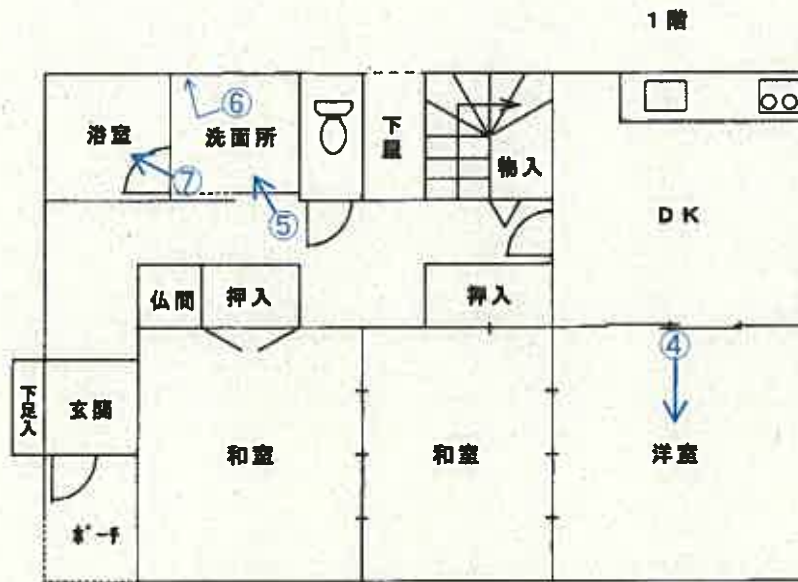 1階
⑥
浴室
洗面所
下屋
物入
⑦
⑤
DK
仏間
押入
押入
④
下足入
玄関
和室
和室
洋室
ポーチ